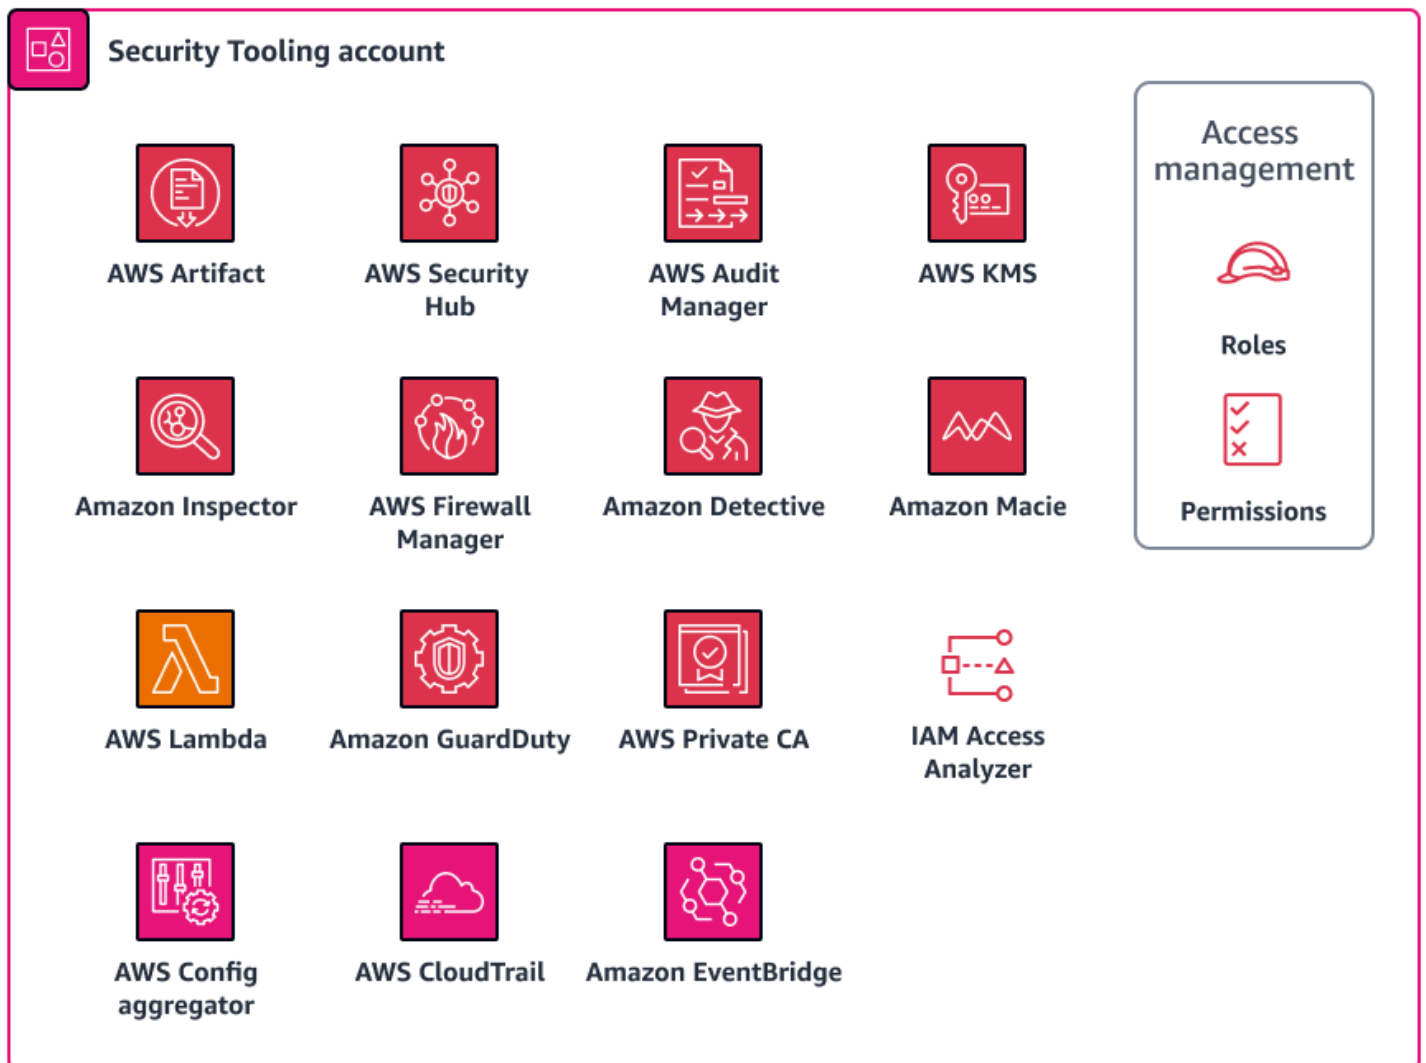 Security Tooling account
Access
management
AWS Artifact
AWS Security
Hub
AWS Audit
Manager
AWS KMS
Roles
Amazon Inspector
AWS Firewall
Manager
Amazon Detective
Amazon Macie
Permissions
AWS Lambda
Amazon GuardDuty
AWS Private CA
IAM Access
Analyzer
AWS Config
aggregator
AWS CloudTrail
Amazon EventBridge